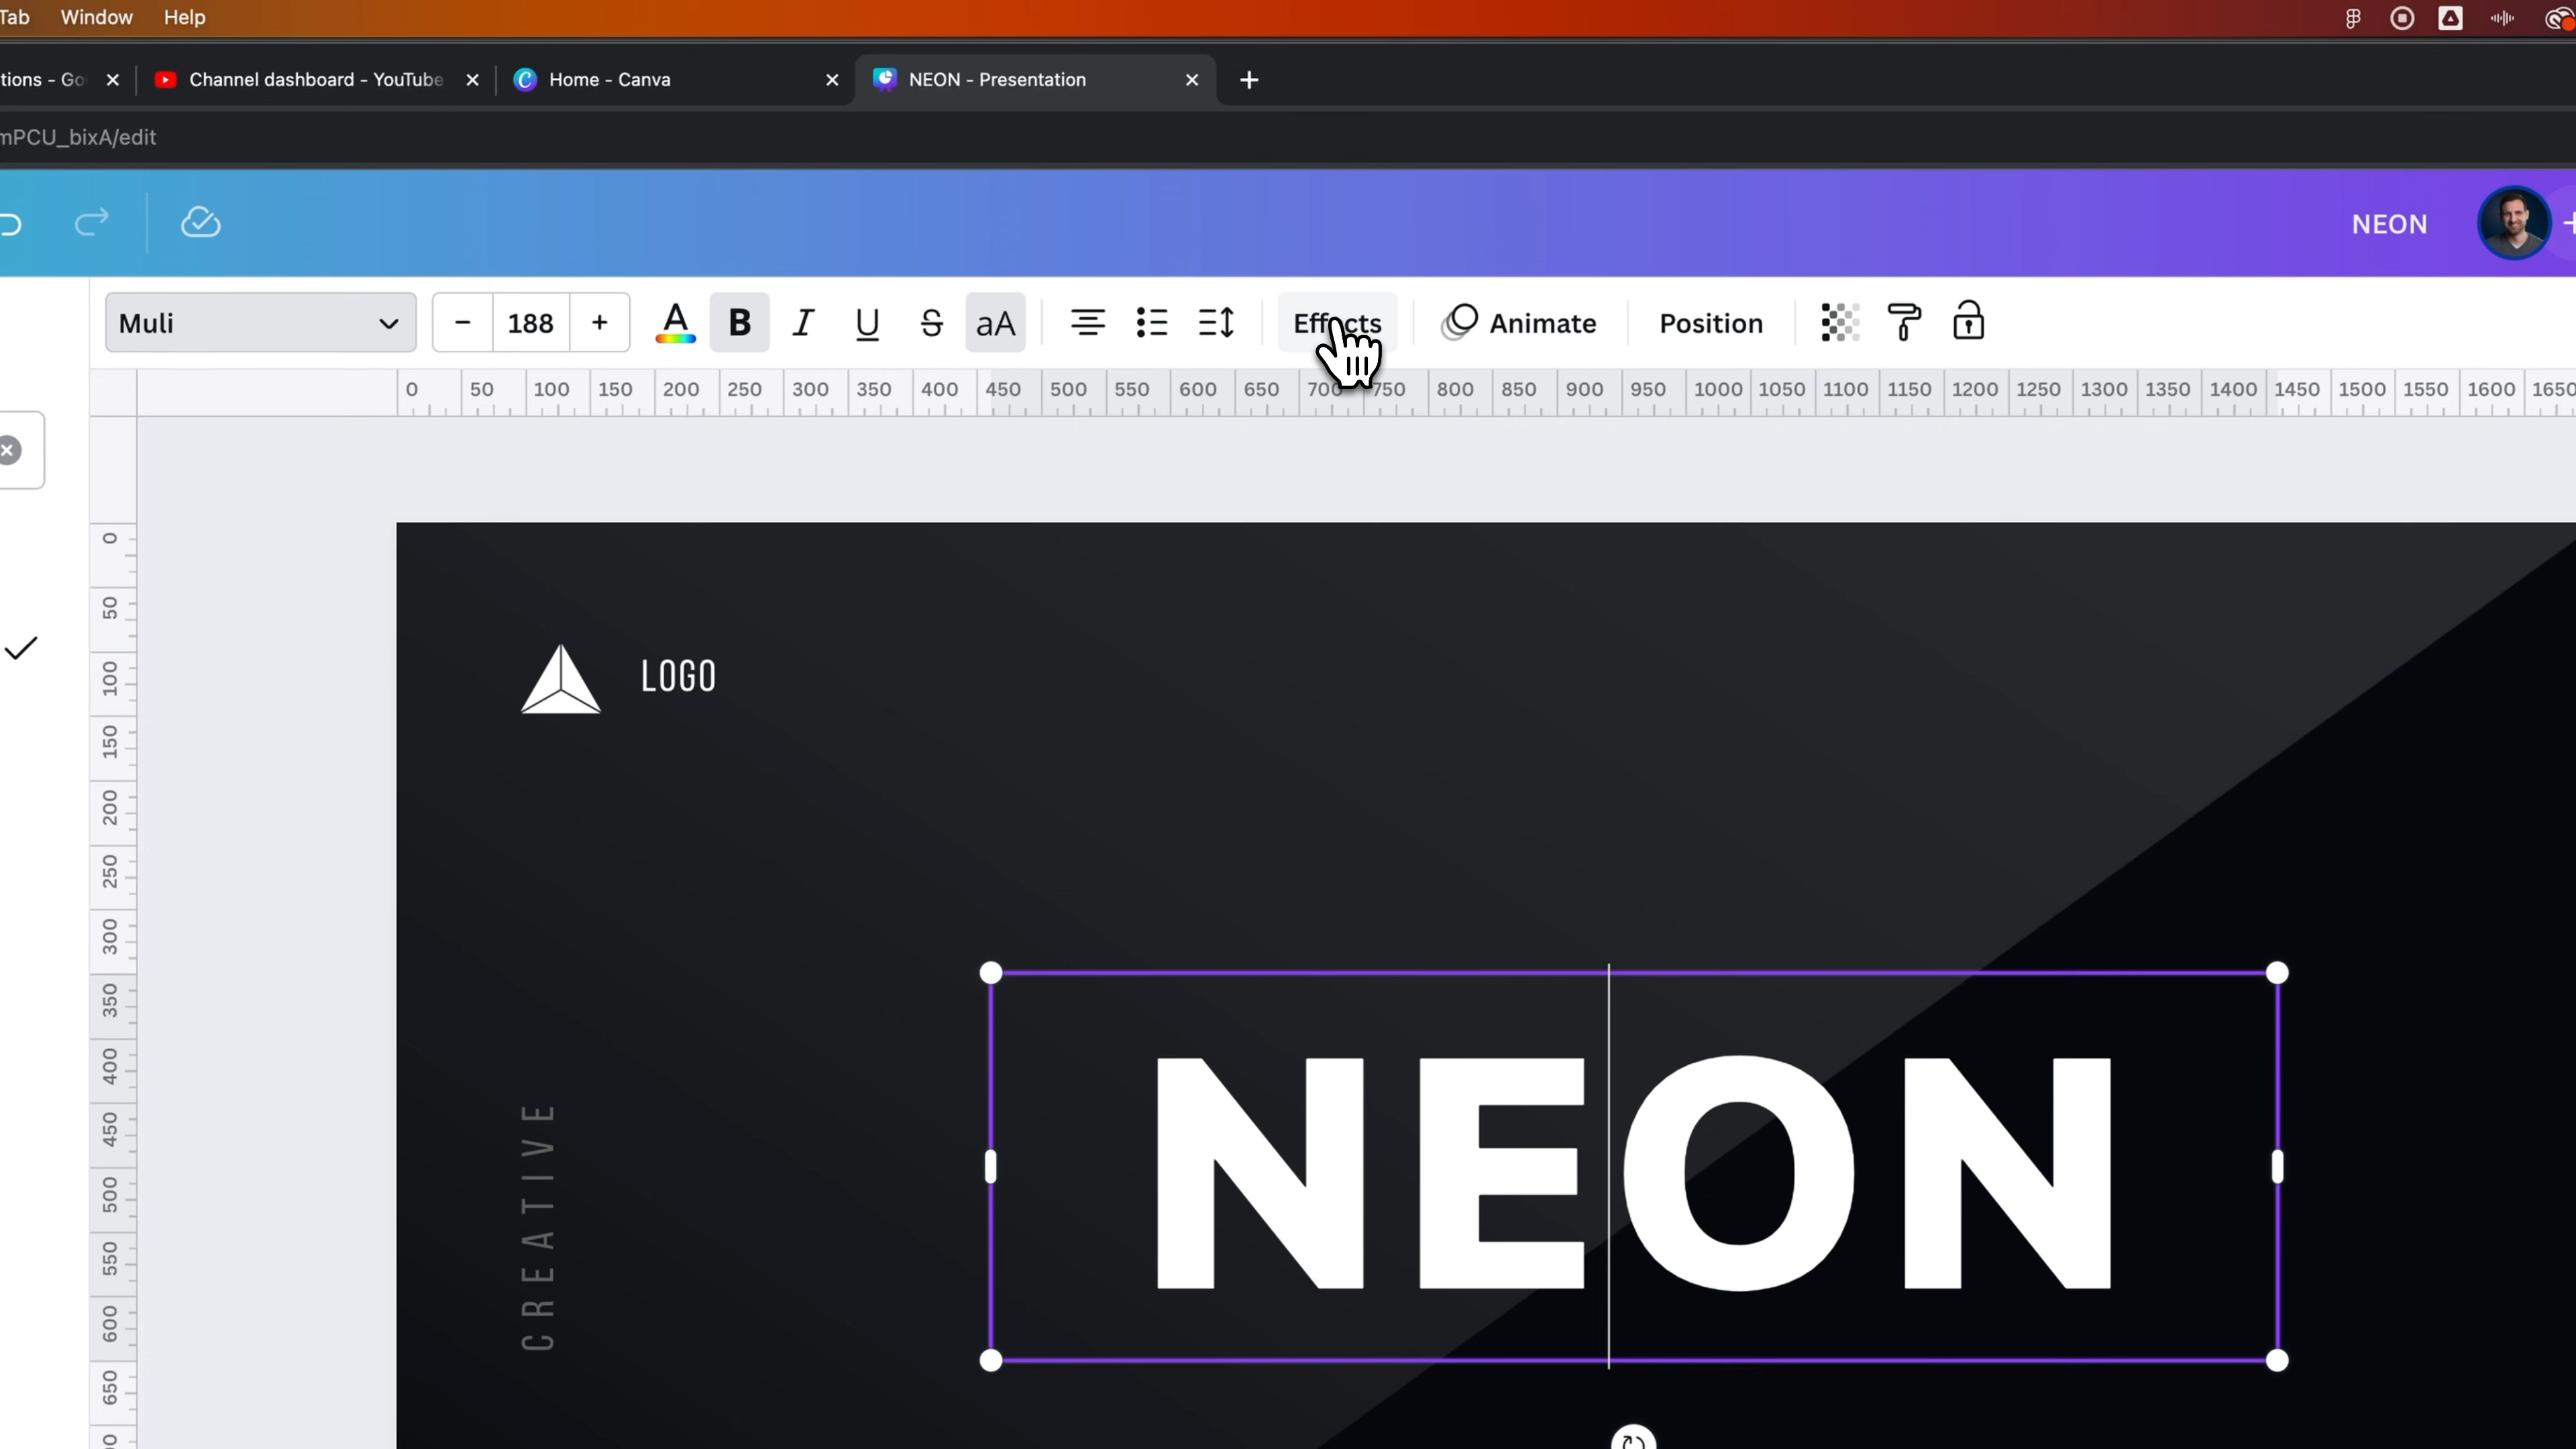 Tab Window Help
tions - Go Channel dashboard - YouTube Home - Canva NEON - Presentation
mPCU_bixA/edit
NEON
Muli 188 A B I U S aA Effects Animate Position
0 50 100 150 200 250 300 350 400 450 500 550 600 650 700 750 800 850 900 950 1000 1050 1100 1150 1200 1250 1300 1350 1400 1450 1500 1550 1600 1650
0
50
100
150
200
250
300
350
400
450
500
550
600
650
LOGO
NEON
CREATIVE